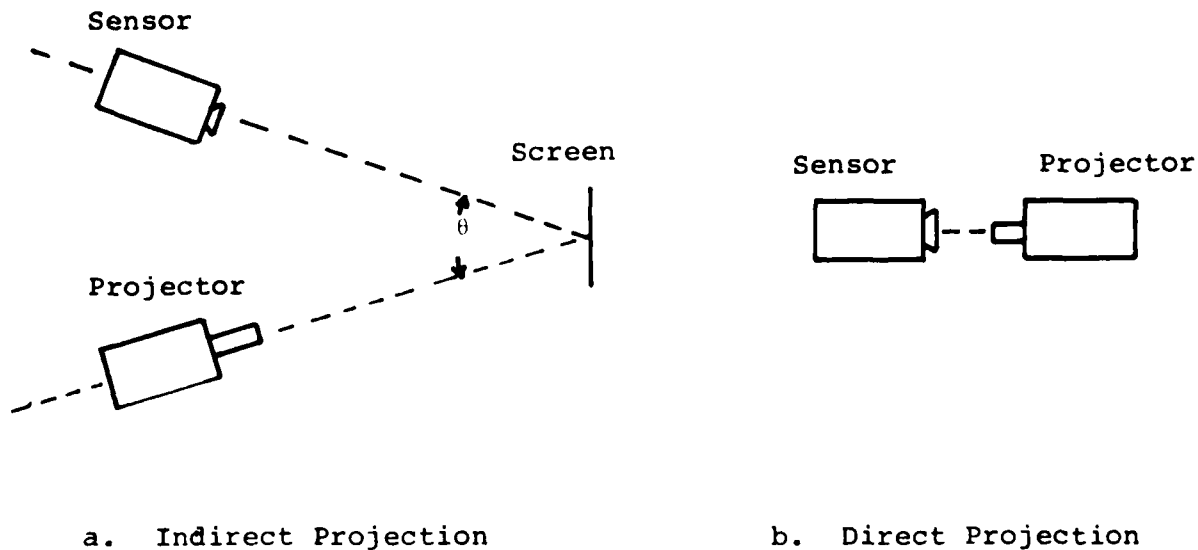 Sensor
Screen
θ
Projector
a. Indirect Projection
Sensor
Projector
b. Direct Projection